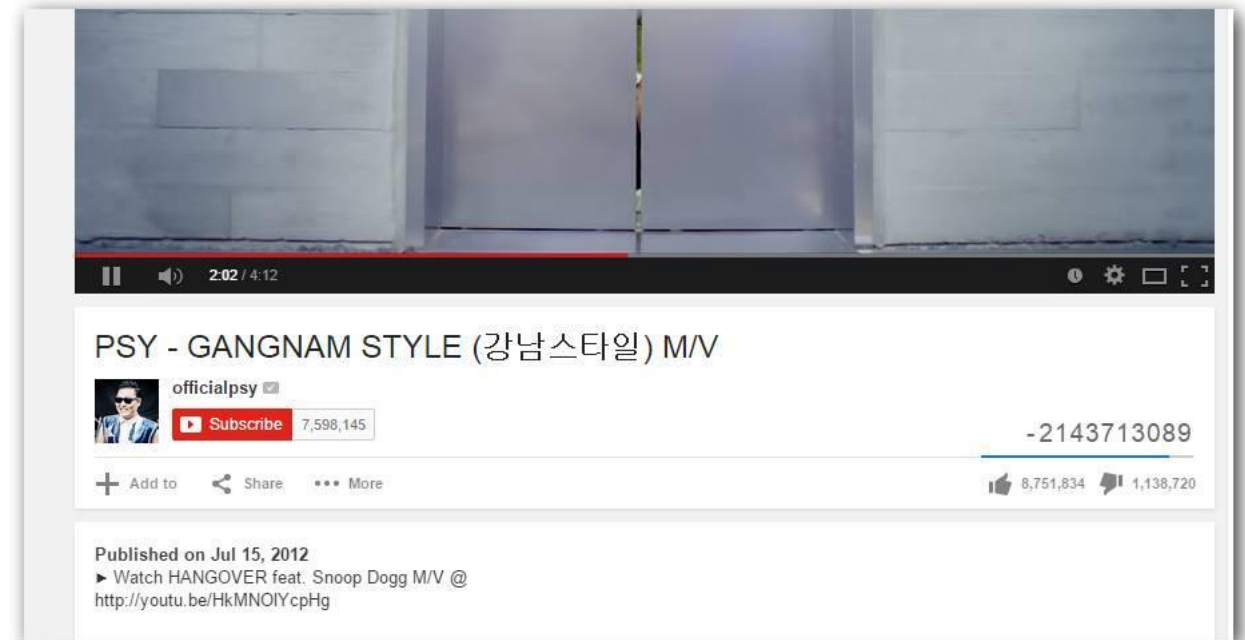 2:02 / 4:12
PSY - GANGNAM STYLE (강남스타일) M/V
officialpsy
Subscribe 7,598,145
-2143713089
Add to Share More 8,751,834 1,138,720
Published on Jul 15, 2012
► Watch HANGOVER feat. Snoop Dogg M/V @
http://youtu.be/HkMNOIYcpHg